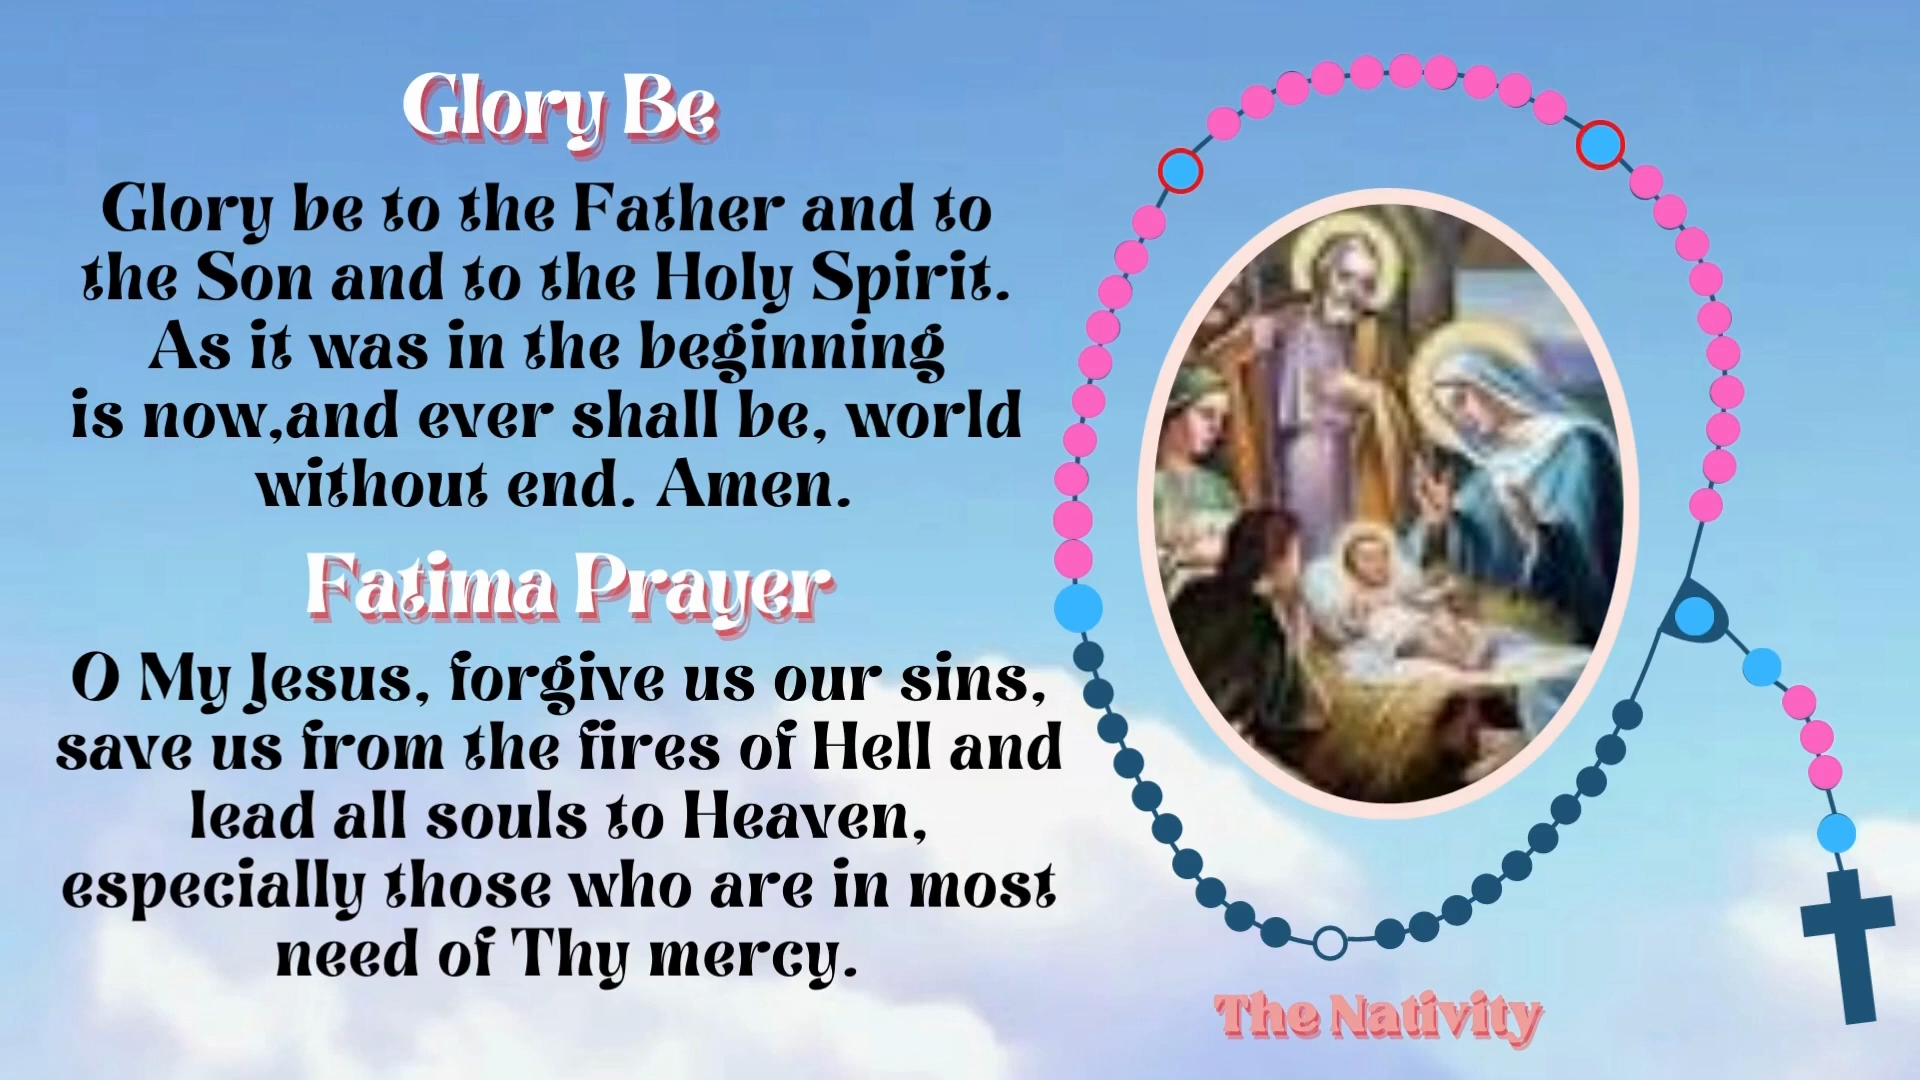 Glory Be
Glory be to the Father and to
the Son and to the Holy Spirit.
As it was in the beginning
is now,and ever shall be, world
without end. Amen.
Fatima Prayer
O My Jesus, forgive us our sins,
save us from the fires of Hell and
lead all souls to Heaven,
especially those who are in most
need of Thy mercy.
The Nativity